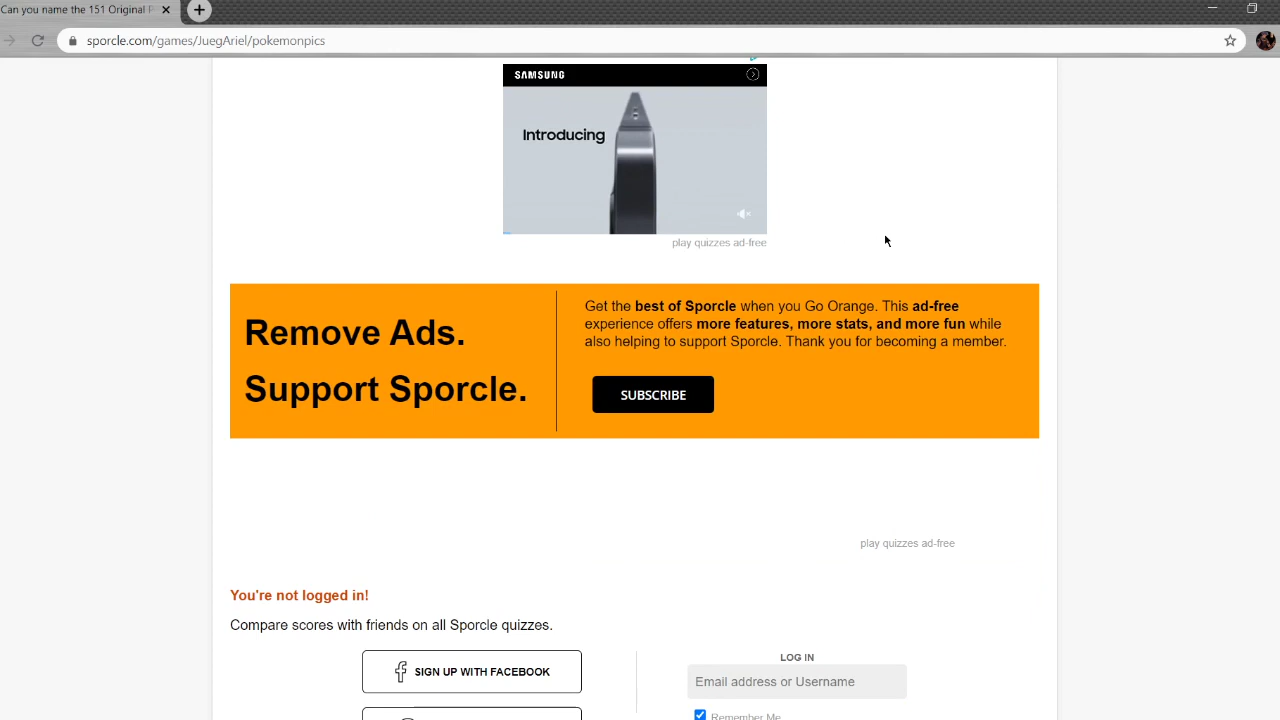 Can you name the 151 Original P
sporcle.com/games/JuegAriel/pokemonpics
SAMSUNG
Introducing
play quizzes ad-free
Remove Ads.
Support Sporcle.
Get the best of Sporcle when you Go Orange. This ad-free
experience offers more features, more stats, and more fun while
also helping to support Sporcle. Thank you for becoming a member.
SUBSCRIBE
play quizzes ad-free
You're not logged in!
Compare scores with friends on all Sporcle quizzes.
SIGN UP WITH FACEBOOK
LOG IN
Email address or Username
Remember Me